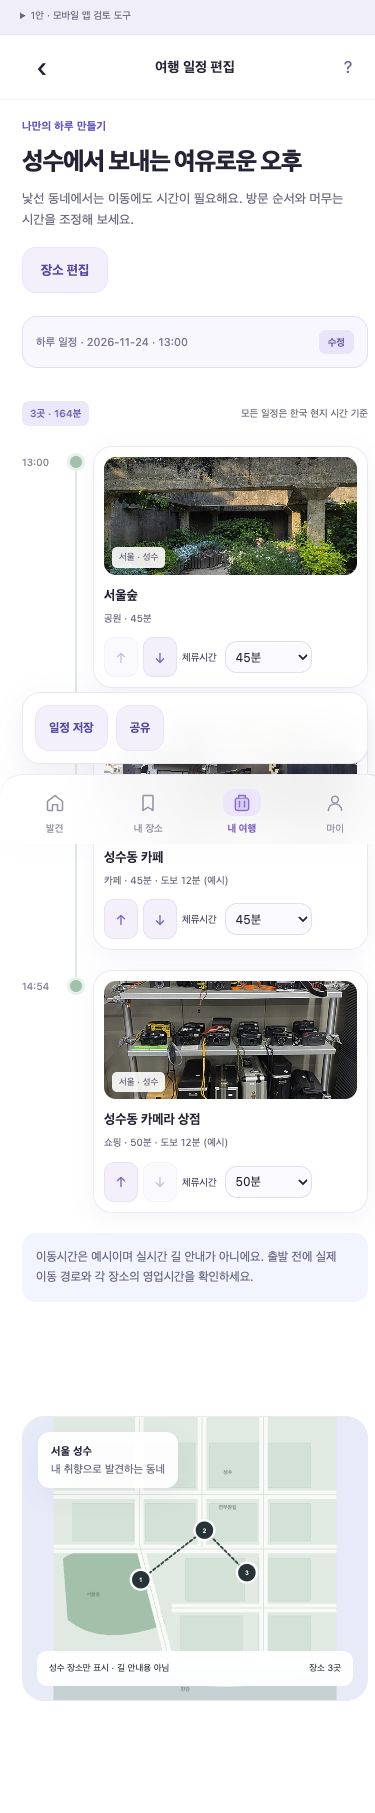 ▶ 1안 · 모바일 앱 검토 도구
여행 일정 편집
?
나만의 하루 만들기
성수에서 보내는 여유로운 오후
낯선 동네에서는 이동에도 시간이 필요해요. 방문 순서와 머무는
시간을 조정해 보세요.
장소 편집
하루 일정 · 2026-11-24 · 13:00
수정
3곳 · 164분
모든 일정은 한국 현지 시간 기준
13:00
서울 · 성수
서울숲
공원 · 45분
↑ ↓ 체류시간 45분
일정 저장
공유
발견
내 장소
내 여행
마이
성수동 카페
카페 · 45분 · 도보 12분 (예시)
↑ ↓ 체류시간 45분
14:54
서울 · 성수
성수동 카메라 상점
쇼핑 · 50분 · 도보 12분 (예시)
↑ ↓ 체류시간 50분
이동시간은 예시이며 실시간 길 안내가 아니에요. 출발 전에 실제
이동 경로와 각 장소의 영업시간을 확인하세요.
서울 성수
내 취향으로 발견하는 동네
성수
2
3
1
서울숲
성수 장소만 표시 · 길 안내용 아님
장소 3곳
한강